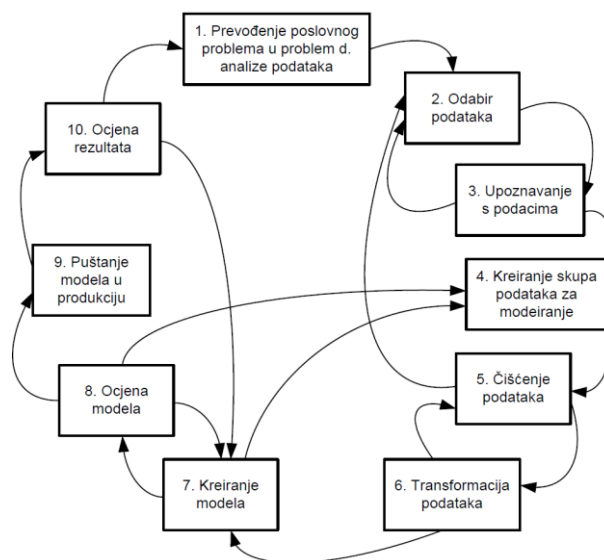 1. Prevođenje poslovnog
problema u problem d.
analize podataka
2. Odabir
podataka
3. Upoznavanje
s podacima
4. Kreiranje skupa
podataka za
modeiranje
5. Čišćenje
podataka
6. Transformacija
podataka
7. Kreiranje
modela
8. Ocjena
modela
9. Puštanje
modela u
produkciju
10. Ocjena
rezultata